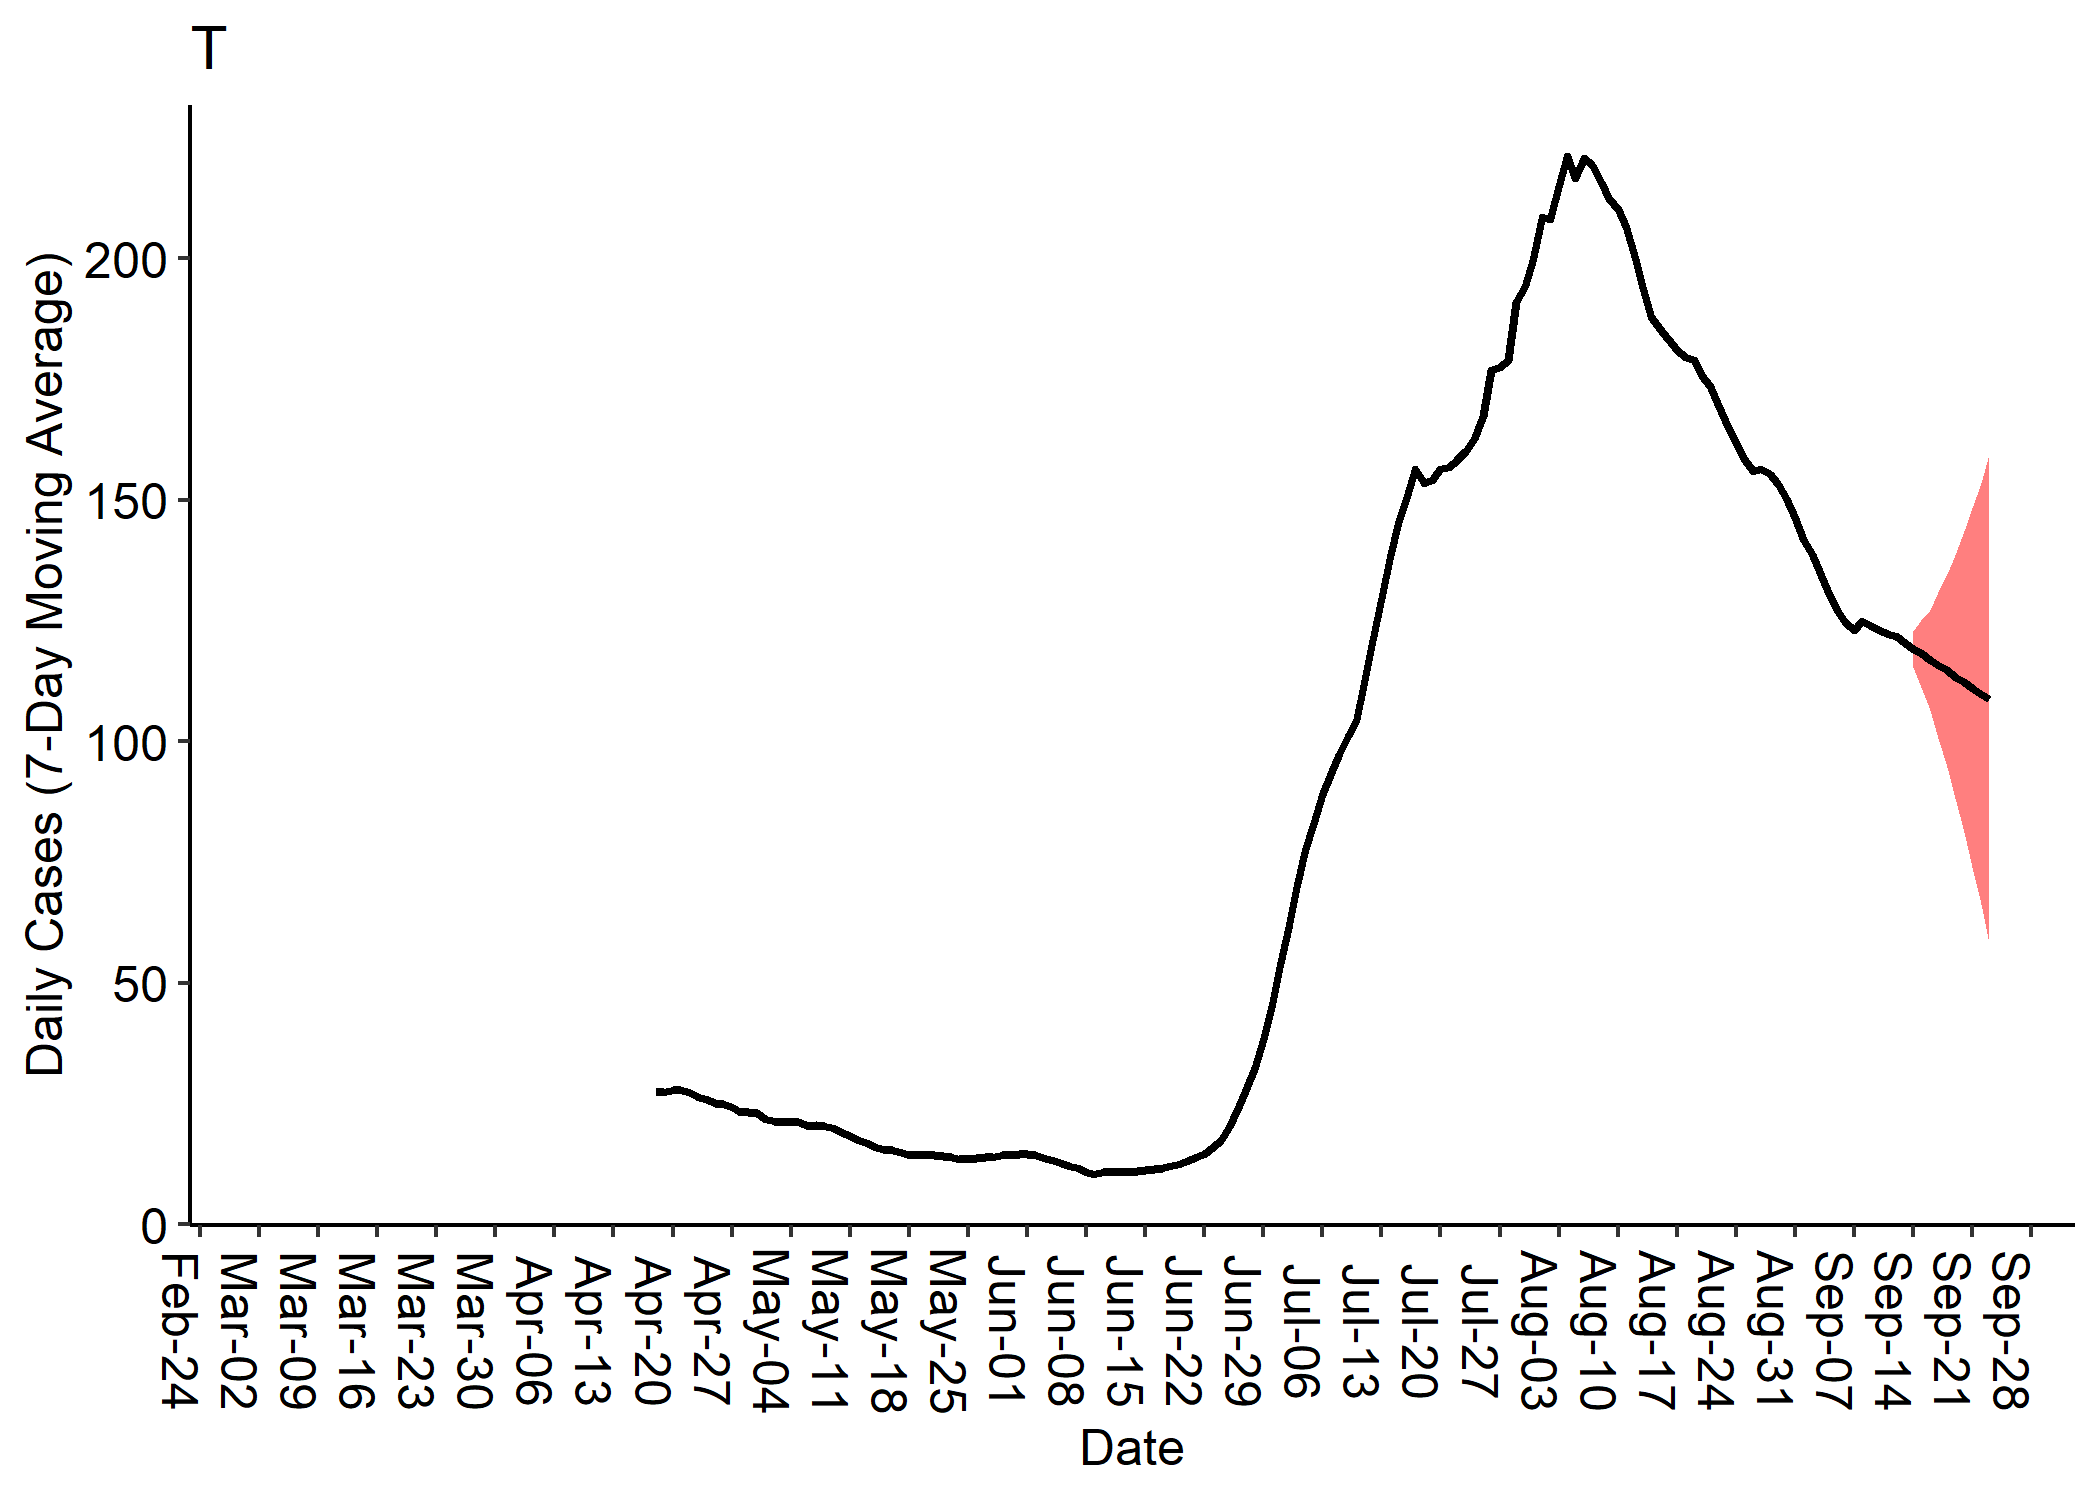 T
Daily Cases (7-Day Moving Average)
200
150
100
50
0
Feb-24
Mar-02
Mar-09
Mar-16
Mar-23
Mar-30
Apr-06
Apr-13
Apr-20
Apr-27
May-04
May-11
May-18
May-25
Jun-01
Jun-08
Jun-15
Jun-22
Jun-29
Jul-06
Jul-13
Jul-20
Jul-27
Aug-03
Aug-10
Aug-17
Aug-24
Aug-31
Sep-07
Sep-14
Sep-21
Sep-28
Date